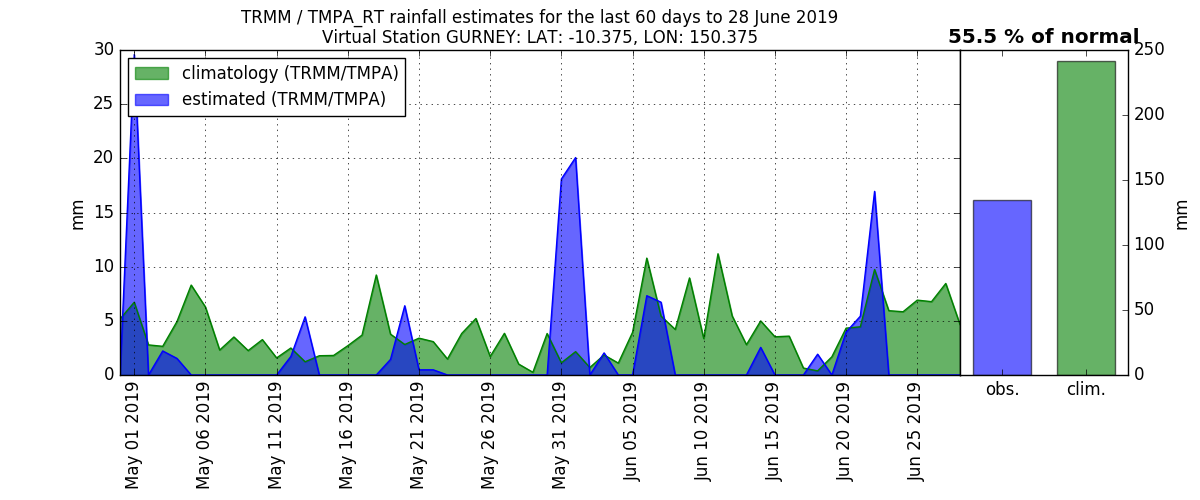 TRMM / TMPA_RT rainfall estimates for the last 60 days to 28 June 2019
Virtual Station GURNEY: LAT: -10.375, LON: 150.375
55.5 % of normal
climatology (TRMM/TMPA)
estimated (TRMM/TMPA)
30
25
20
15
10
5
0
mm
May 01 2019
May 06 2019
May 11 2019
May 16 2019
May 21 2019
May 26 2019
May 31 2019
Jun 05 2019
Jun 10 2019
Jun 15 2019
Jun 20 2019
Jun 25 2019
obs.
clim.
250
200
150
100
50
0
mm